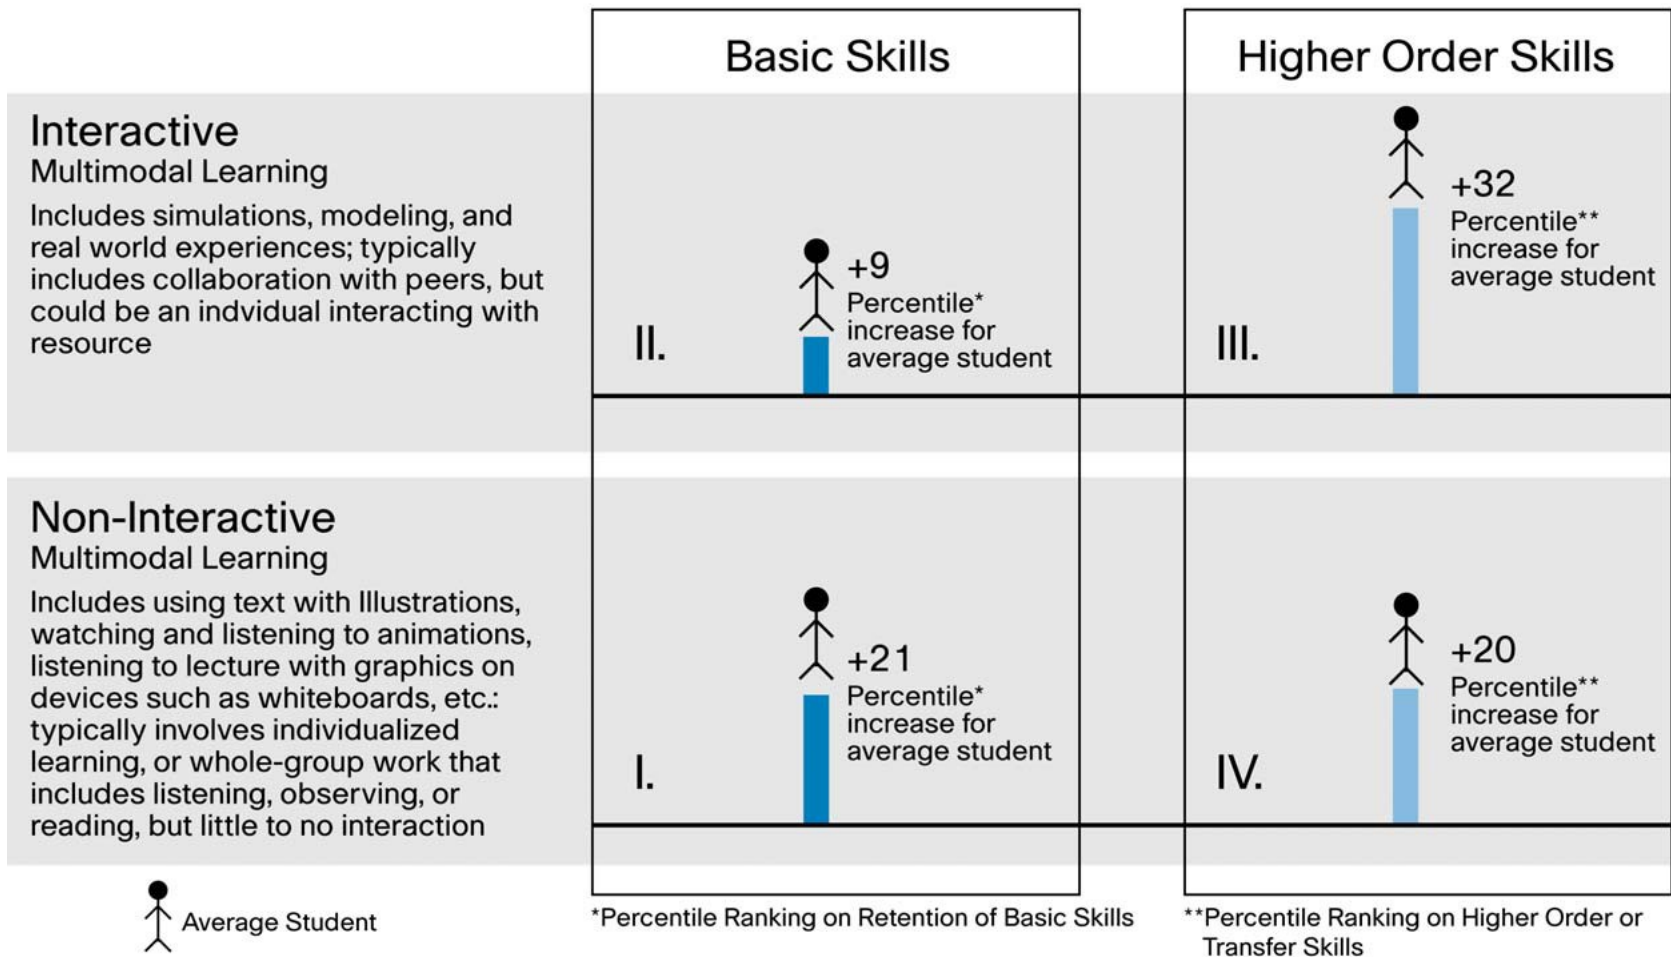 Basic Skills
Higher Order Skills
Interactive
Multimodal Learning
Includes simulations, modeling, and
real world experiences; typically
includes collaboration with peers, but
could be an indvidual interacting with
resource
II.
+9
Percentile*
increase for
average student
III.
+32
Percentile**
increase for
average student
Non-Interactive
Multimodal Learning
Includes using text with Illustrations,
watching and listening to animations,
listening to lecture with graphics on
devices such as whiteboards, etc.:
typically involves individualized
learning, or whole-group work that
includes listening, observing, or
reading, but little to no interaction
I.
+21
Percentile*
increase for
average student
IV.
+20
Percentile**
increase for
average student
Average Student
*Percentile Ranking on Retention of Basic Skills
**Percentile Ranking on Higher Order or
Transfer Skills